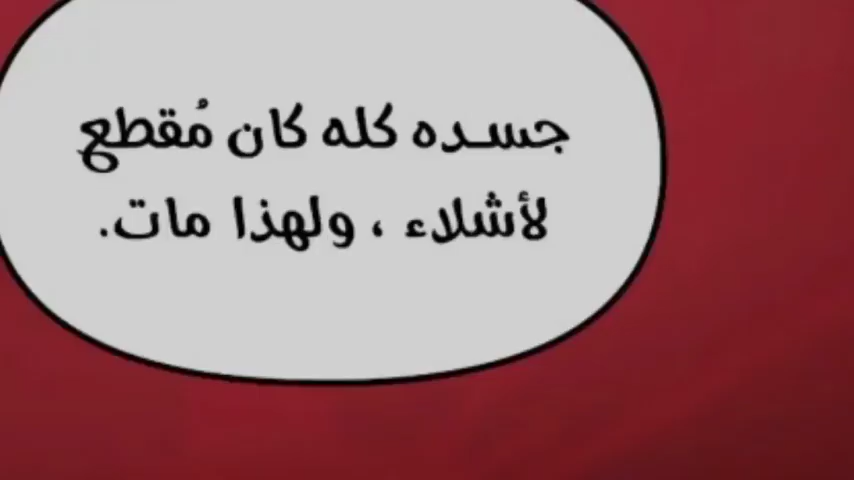 جسده كله كان مُقطع
لأشلاء ، ولهذا مات.